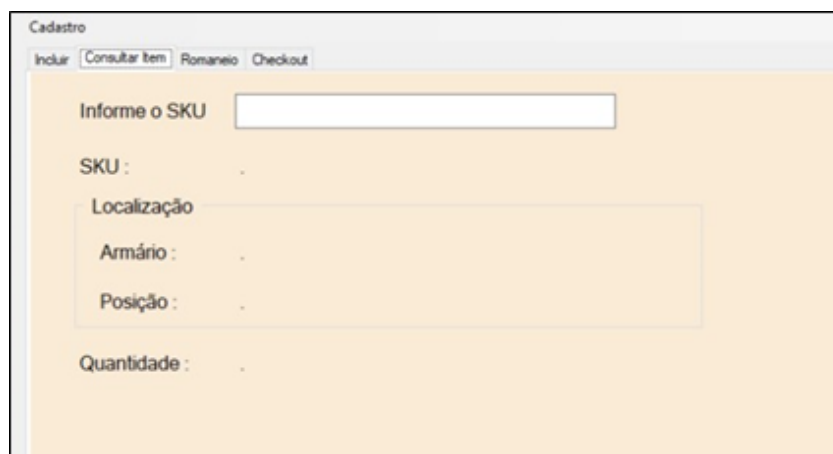 Cadastro
Incluir Consultar Item Romaneio Checkout
Informe o SKU
SKU : .
Localização
Armário : .
Posição : .
Quantidade : .